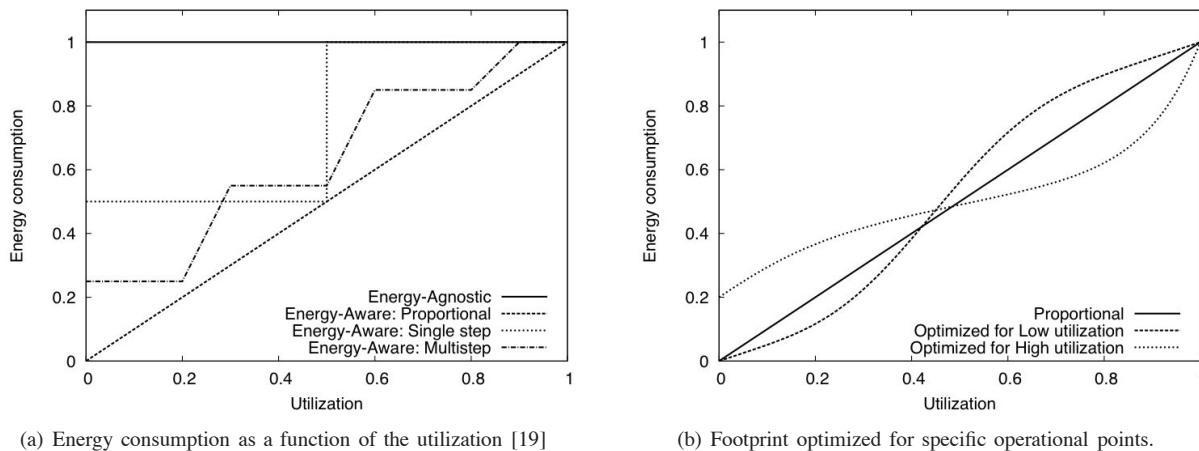 1
0.8
0.6
0.4
0.2
0
Energy consumption
Energy-Agnostic
Energy-Aware: Proportional
Energy-Aware: Single step
Energy-Aware: Multistep
0 0.2 0.4 0.6 0.8 1
Utilization
(a) Energy consumption as a function of the utilization [19]
1
0.8
0.6
0.4
0.2
0
Energy consumption
Proportional
Optimized for Low utilization
Optimized for High utilization
0 0.2 0.4 0.6 0.8
Utilization
(b) Footprint optimized for specific operational points.